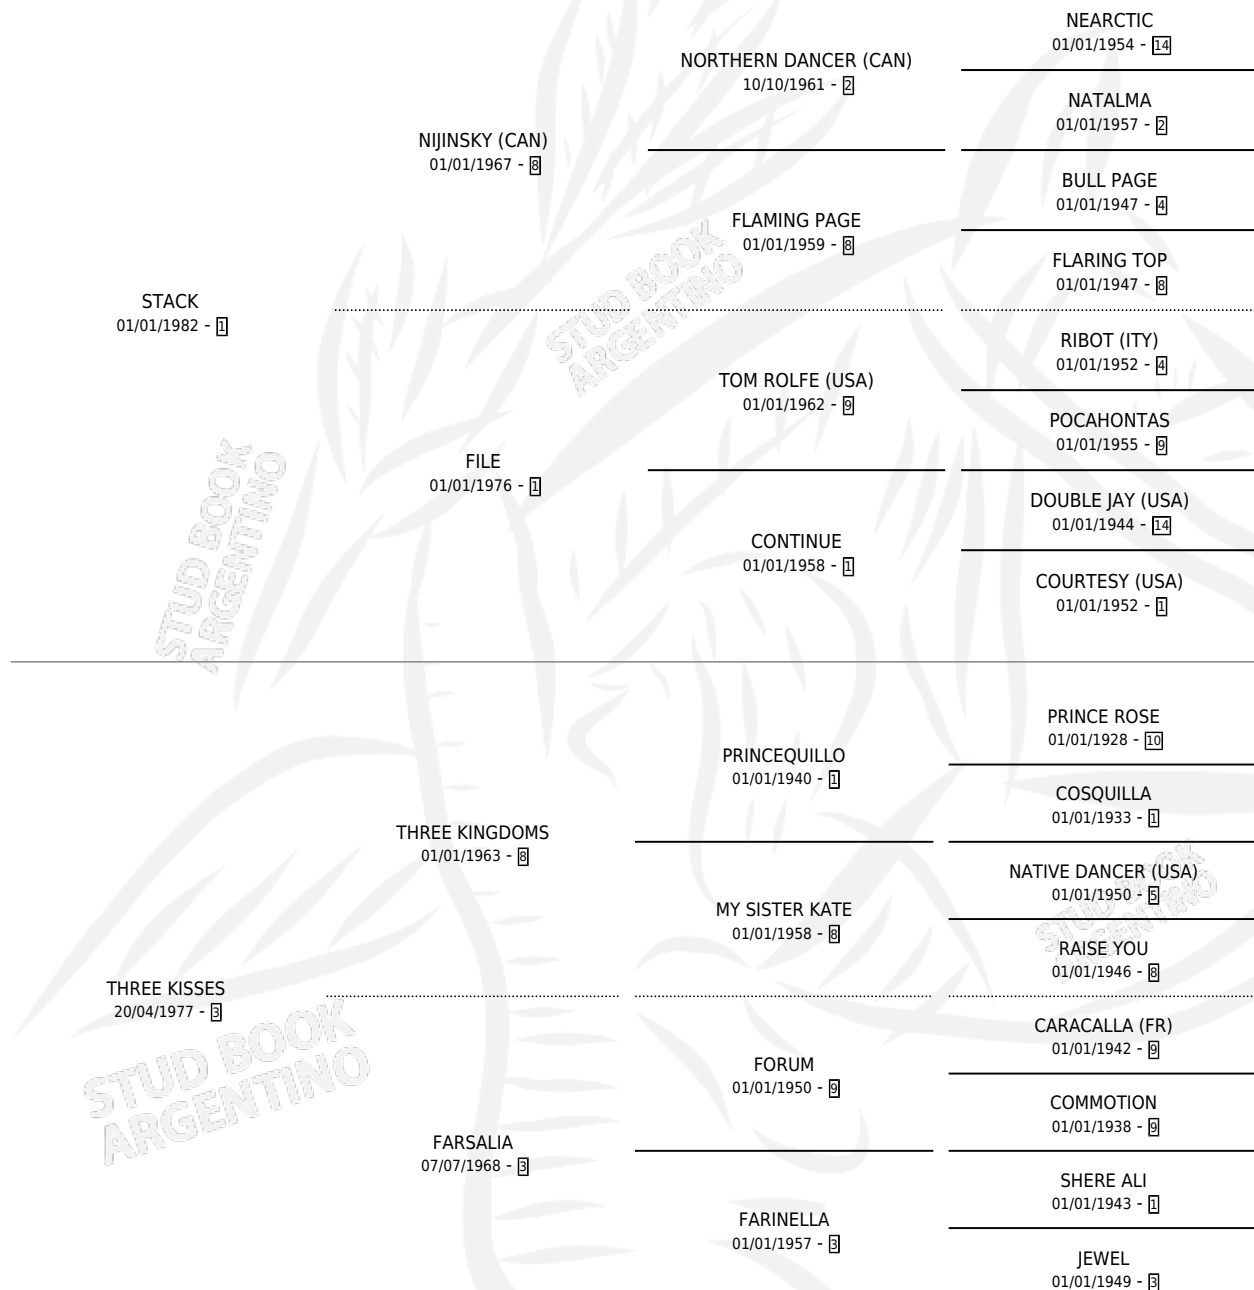 NEARCTIC
01/01/1954 - 14
NORTHERN DANCER (CAN)
10/10/1961 - 2
NATALMA
01/01/1957 - 2
NIJINSKY (CAN)
01/01/1967 - 8
BULL PAGE
01/01/1947 - 4
FLAMING PAGE
01/01/1959 - 8
FLARING TOP
01/01/1947 - 8
STACK
01/01/1982 - 1
RIBOT (ITY)
01/01/1952 - 4
TOM ROLFE (USA)
01/01/1962 - 9
POCAHONTAS
01/01/1955 - 9
FILE
01/01/1976 - 1
DOUBLE JAY (USA)
01/01/1944 - 14
CONTINUE
01/01/1958 - 1
COURTESY (USA)
01/01/1952 - 1
PRINCE ROSE
01/01/1928 - 10
PRINCEQUILLO
01/01/1940 - 1
COSQUILLA
01/01/1933 - 1
THREE KINGDOMS
01/01/1963 - 8
NATIVE DANCER (USA)
01/01/1950 - 5
MY SISTER KATE
01/01/1958 - 8
RAISE YOU
01/01/1946 - 8
THREE KISSES
20/04/1977 - 3
CARACALLA (FR)
01/01/1942 - 9
FORUM
01/01/1950 - 9
COMMOTION
01/01/1938 - 9
FARSALIA
07/07/1968 - 3
SHERE ALI
01/01/1943 - 1
FARINELLA
01/01/1957 - 3
JEWEL
01/01/1949 - 3
STUD BOOK
ARGENTINO
STUD BOOK
ARGENTINO
STUD BOOK
ARGENTINO
STUD BOOK
ARGENTINO